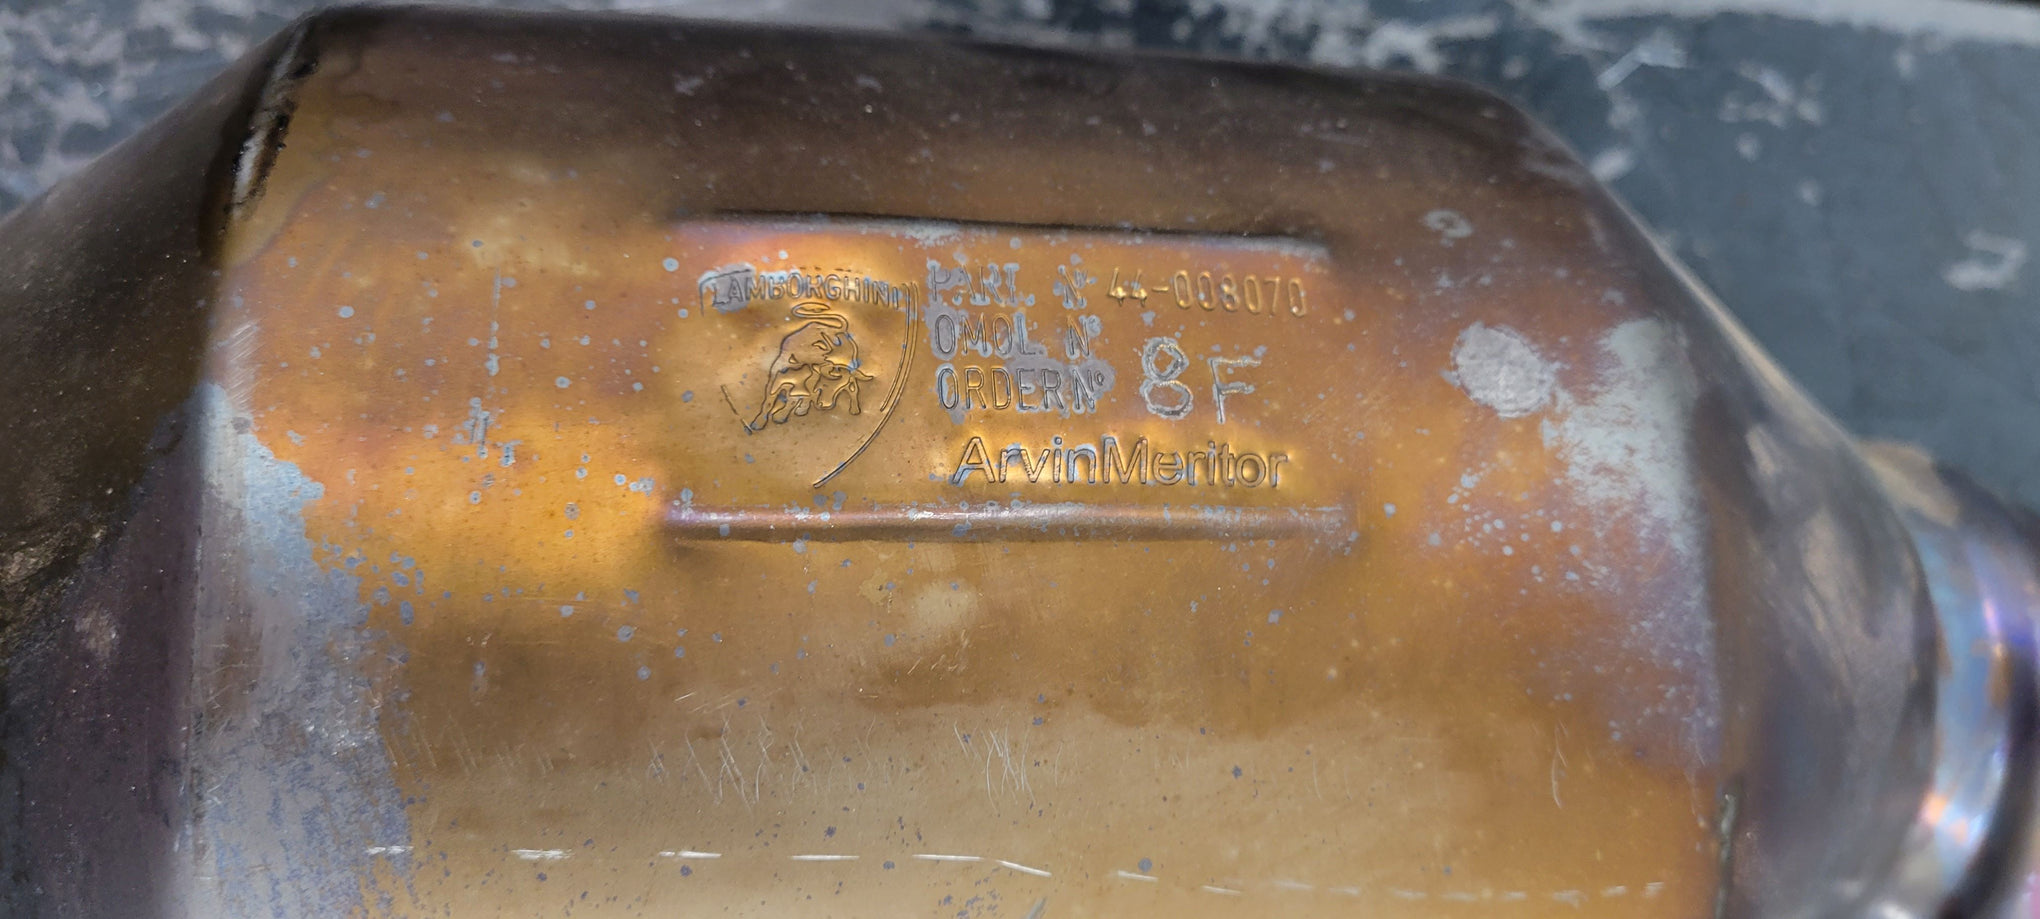 LAMBORGHINI
PART. N° 44-008070
OMOL. N°
ORDER N° 8F
ArvinMeritor